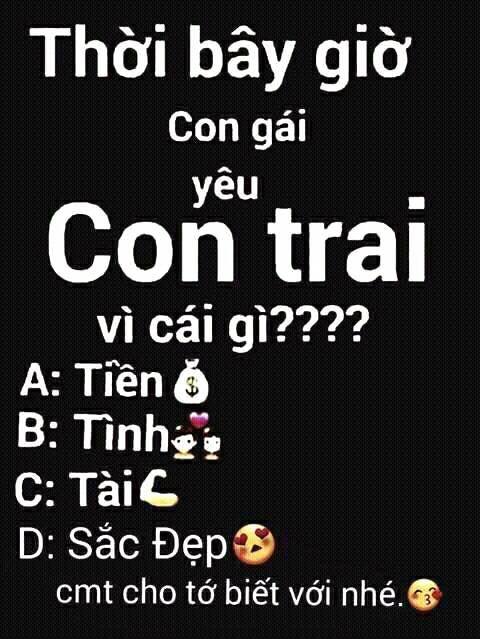 Thời bây giờ
Con gái
yêu
Con trai
vì cái gì????
A: Tiền💰
B: Tình💑
C: Tài💪
D: Sắc Đẹp😍
cmt cho tớ biết với nhé.😙